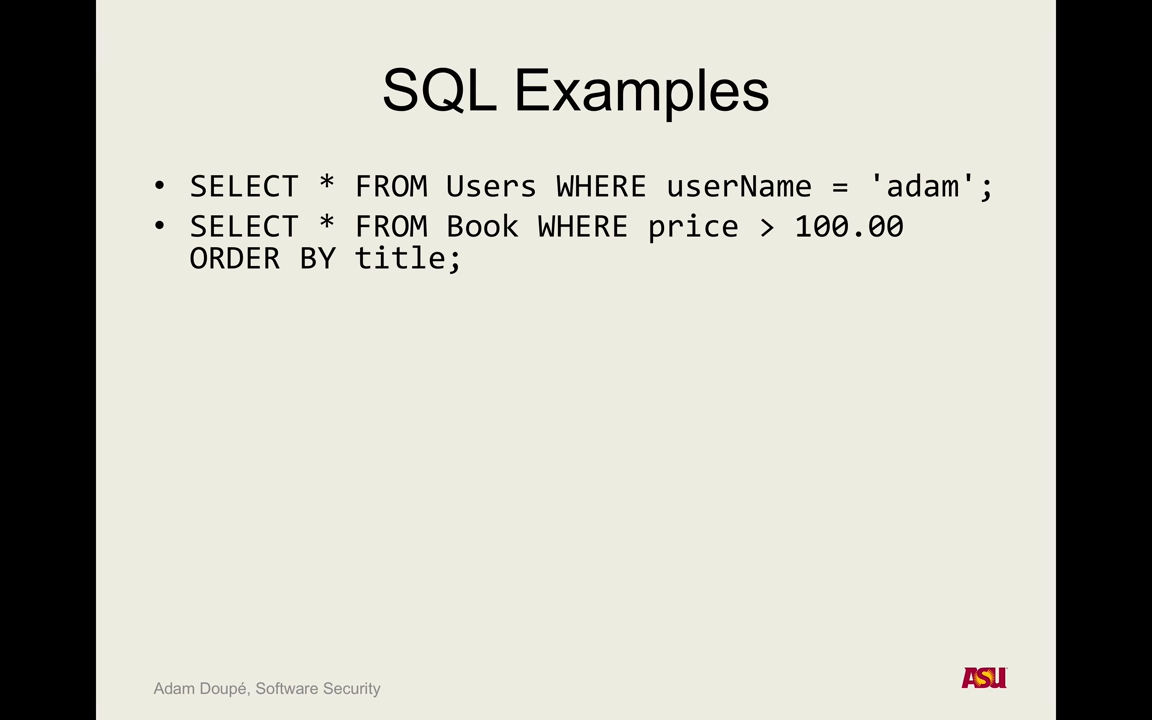 SQL Examples
• SELECT * FROM Users WHERE userName = 'adam';
• SELECT * FROM Book WHERE price > 100.00
ORDER BY title;
Adam Doupé, Software Security
ASU